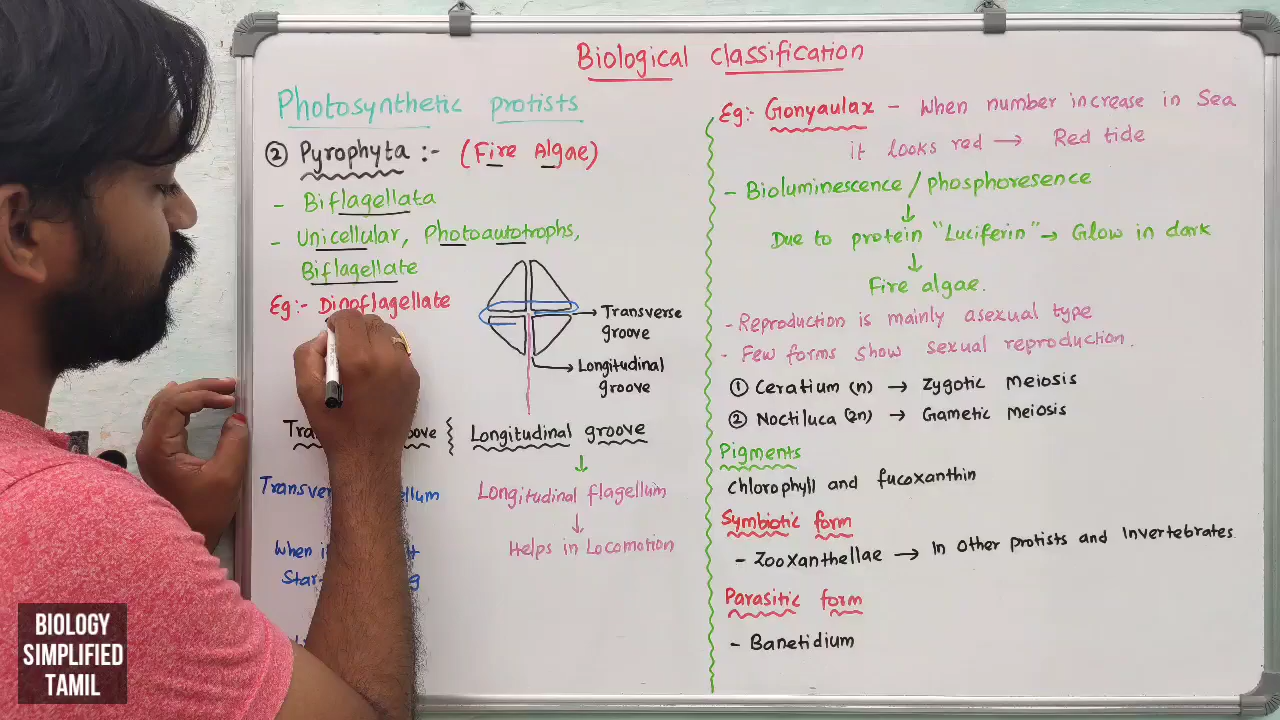 Biological classification
Photosynthetic protists
② Pyrophyta :- (Fire Algae)
- Biflagellata
- Unicellular, Photoautotrophs,
Biflagellate
Eg:- Dinoflagellate
Transverse
groove
Longitudinal
groove
Longitudinal groove
↓
Longitudinal flagellum
↓
Helps in Locomotion
Eg:- Gonyaulax - When number increase in Sea
it looks red → Red tide
- Bioluminescence / phosphoresence
↓
Due to protein "Luciferin" → Glow in dark
↓
Fire algae.
- Reproduction is mainly asexual type
- Few forms show sexual reproduction.
① Ceratium (n) → Zygotic Meiosis
② Noctiluca (2n) → Gametic Meiosis
Pigments
Chlorophyll and fucoxanthin
Symbiotic form
- Zooxanthellae → In Other protists and Invertebrates.
Parasitic form
- Banetidium
BIOLOGY
SIMPLIFIED
TAMIL